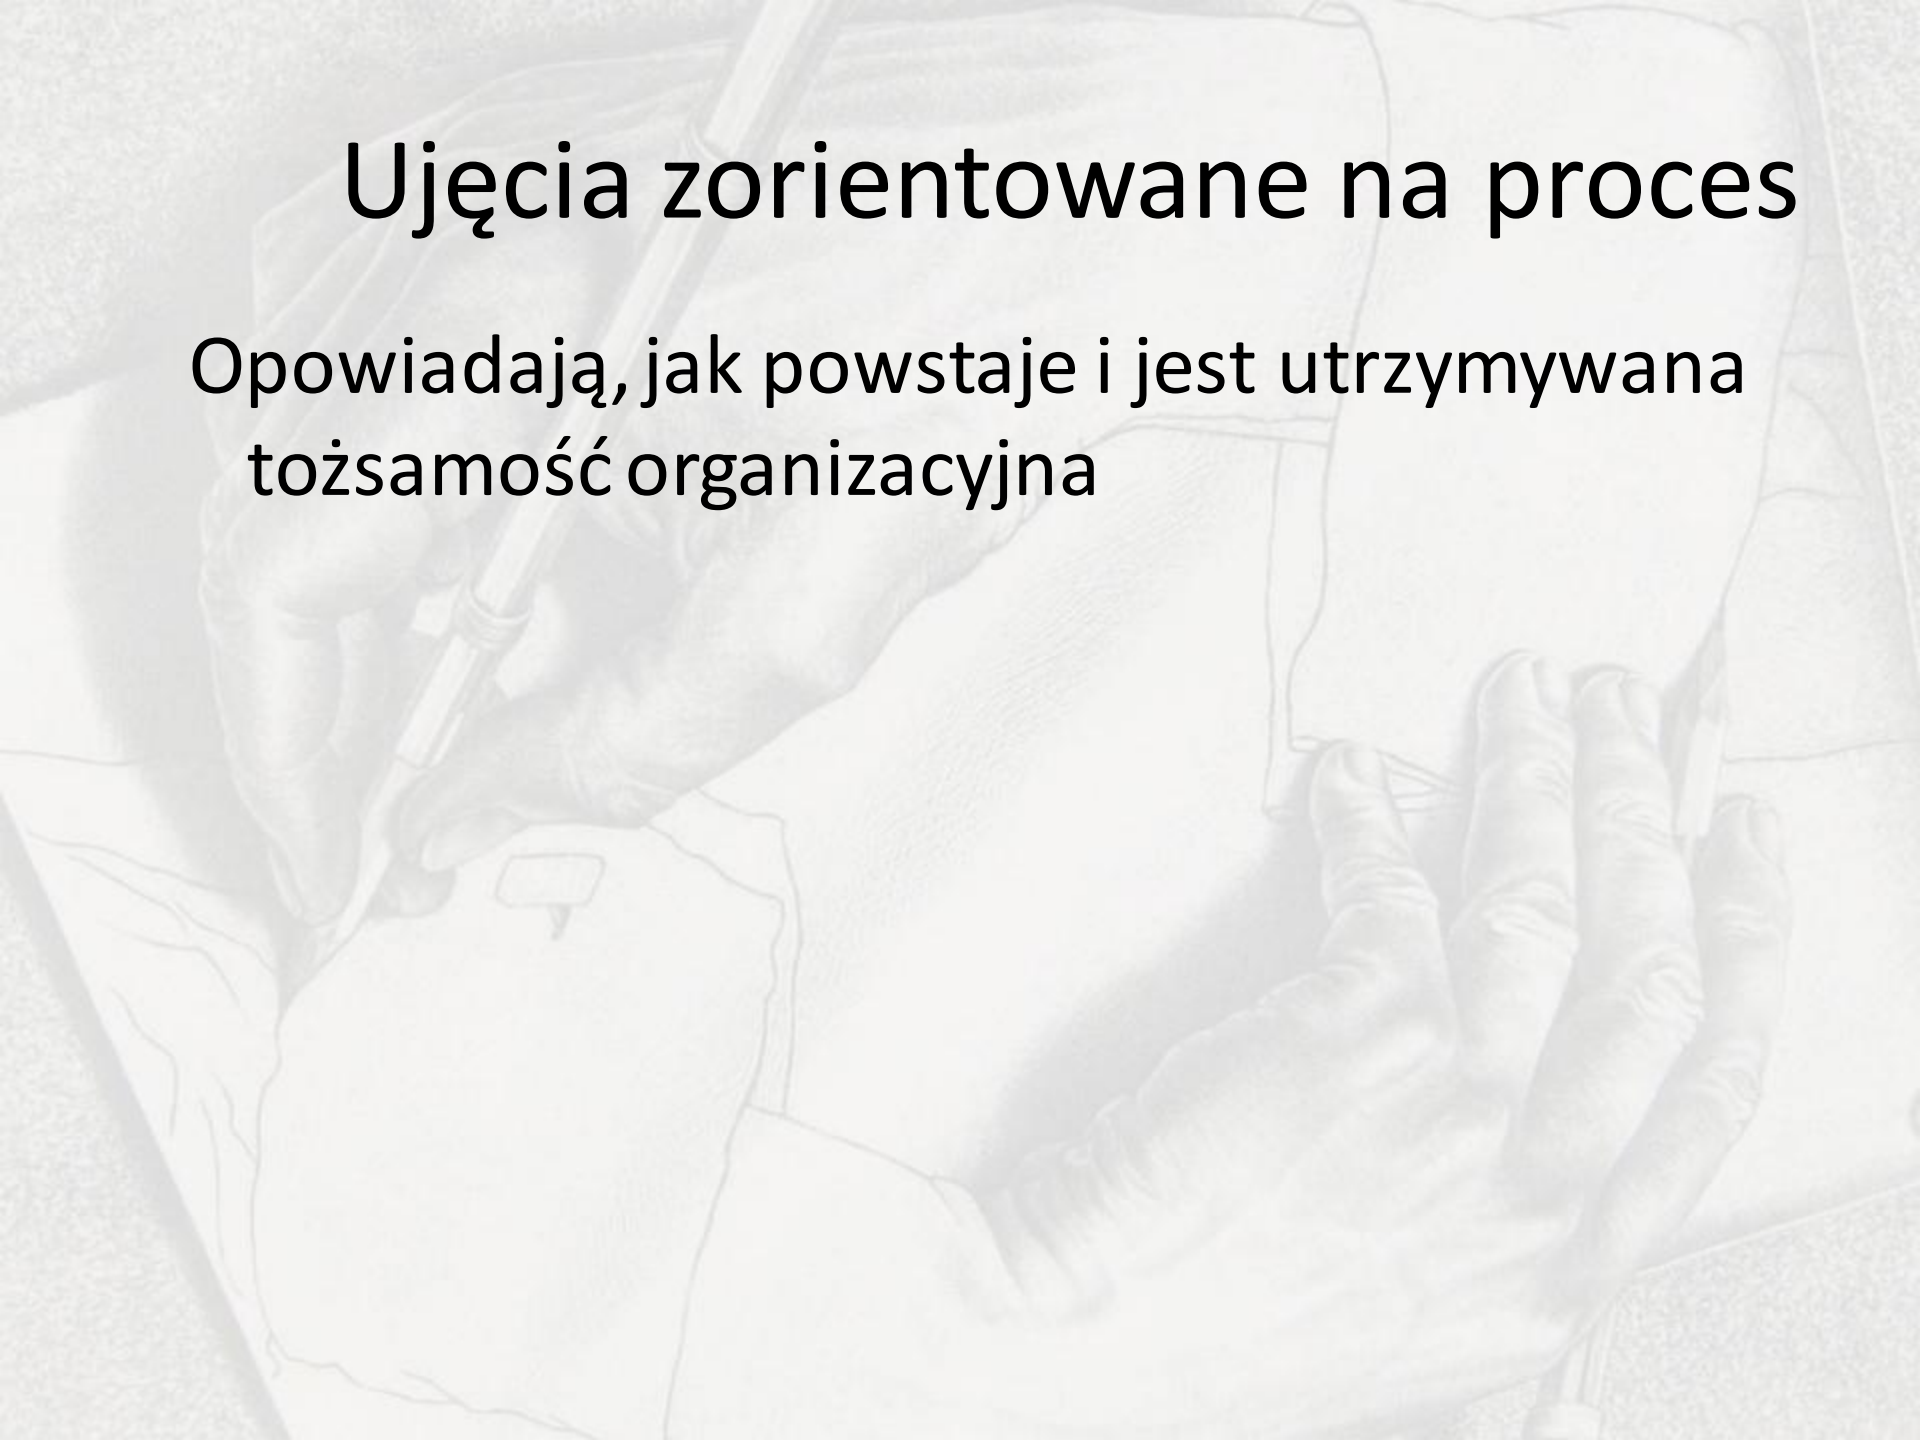 Ujęcia zorientowane na proces
Opowiadają, jak powstaje i jest utrzymywana
tożsamość organizacyjna